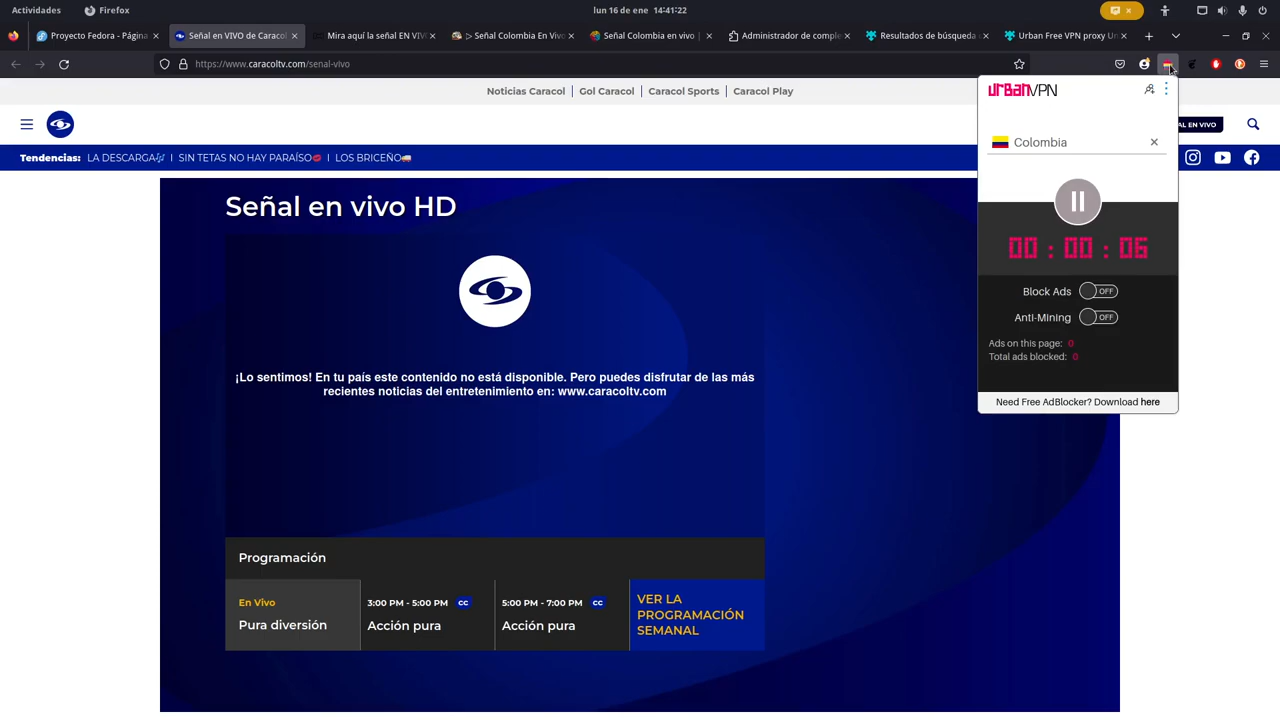 Actividades
Firefox
lun 16 de ene 14∶41∶22
Proyecto Fedora - Página
Señal en VIVO de Caracol
Mira aquí la señal EN VIV
▷ Señal Colombia En Vivo
Señal Colombia en vivo |
Administrador de comple
Resultados de búsqueda
Urban Free VPN proxy Un
https://www.caracoltv.com/senal-vivo
Noticias Caracol | Gol Caracol | Caracol Sports | Caracol Play
AL EN VIVO
Tendencias: LA DESCARGA🎶 | SIN TETAS NO HAY PARAÍSO💋 | LOS BRICEÑO🚛
Señal en vivo HD
¡Lo sentimos! En tu país este contenido no está disponible. Pero puedes disfrutar de las más
recientes noticias del entretenimiento en: www.caracoltv.com
Programación
En Vivo
Pura diversión
3:00 PM - 5:00 PM CC
Acción pura
5:00 PM - 7:00 PM CC
Acción pura
VER LA
PROGRAMACIÓN
SEMANAL
urBanVPN
Colombia
00 : 00 : 06
Block Ads OFF
Anti-Mining OFF
Ads on this page: 0
Total ads blocked: 0
Need Free AdBlocker? Download here